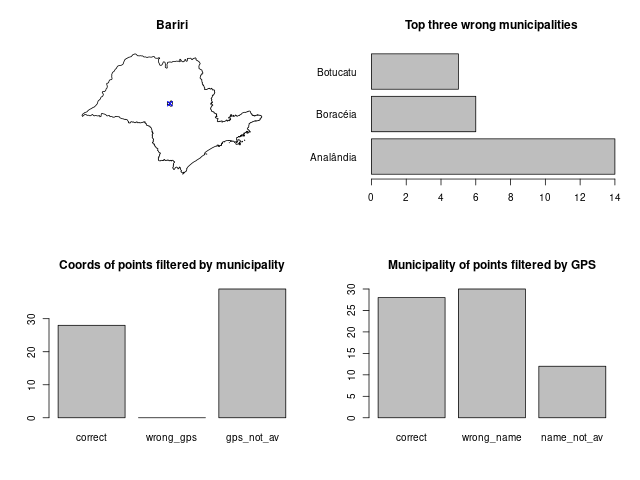 Bariri
Top three wrong municipalities
Botucatu
Boracéia
Analândia
0 2 4 6 8 10 12 14
Coords of points filtered by municipality
0 10 20 30
correct wrong_gps gps_not_av
Municipality of points filtered by GPS
0 5 10 15 20 25 30
correct wrong_name name_not_av